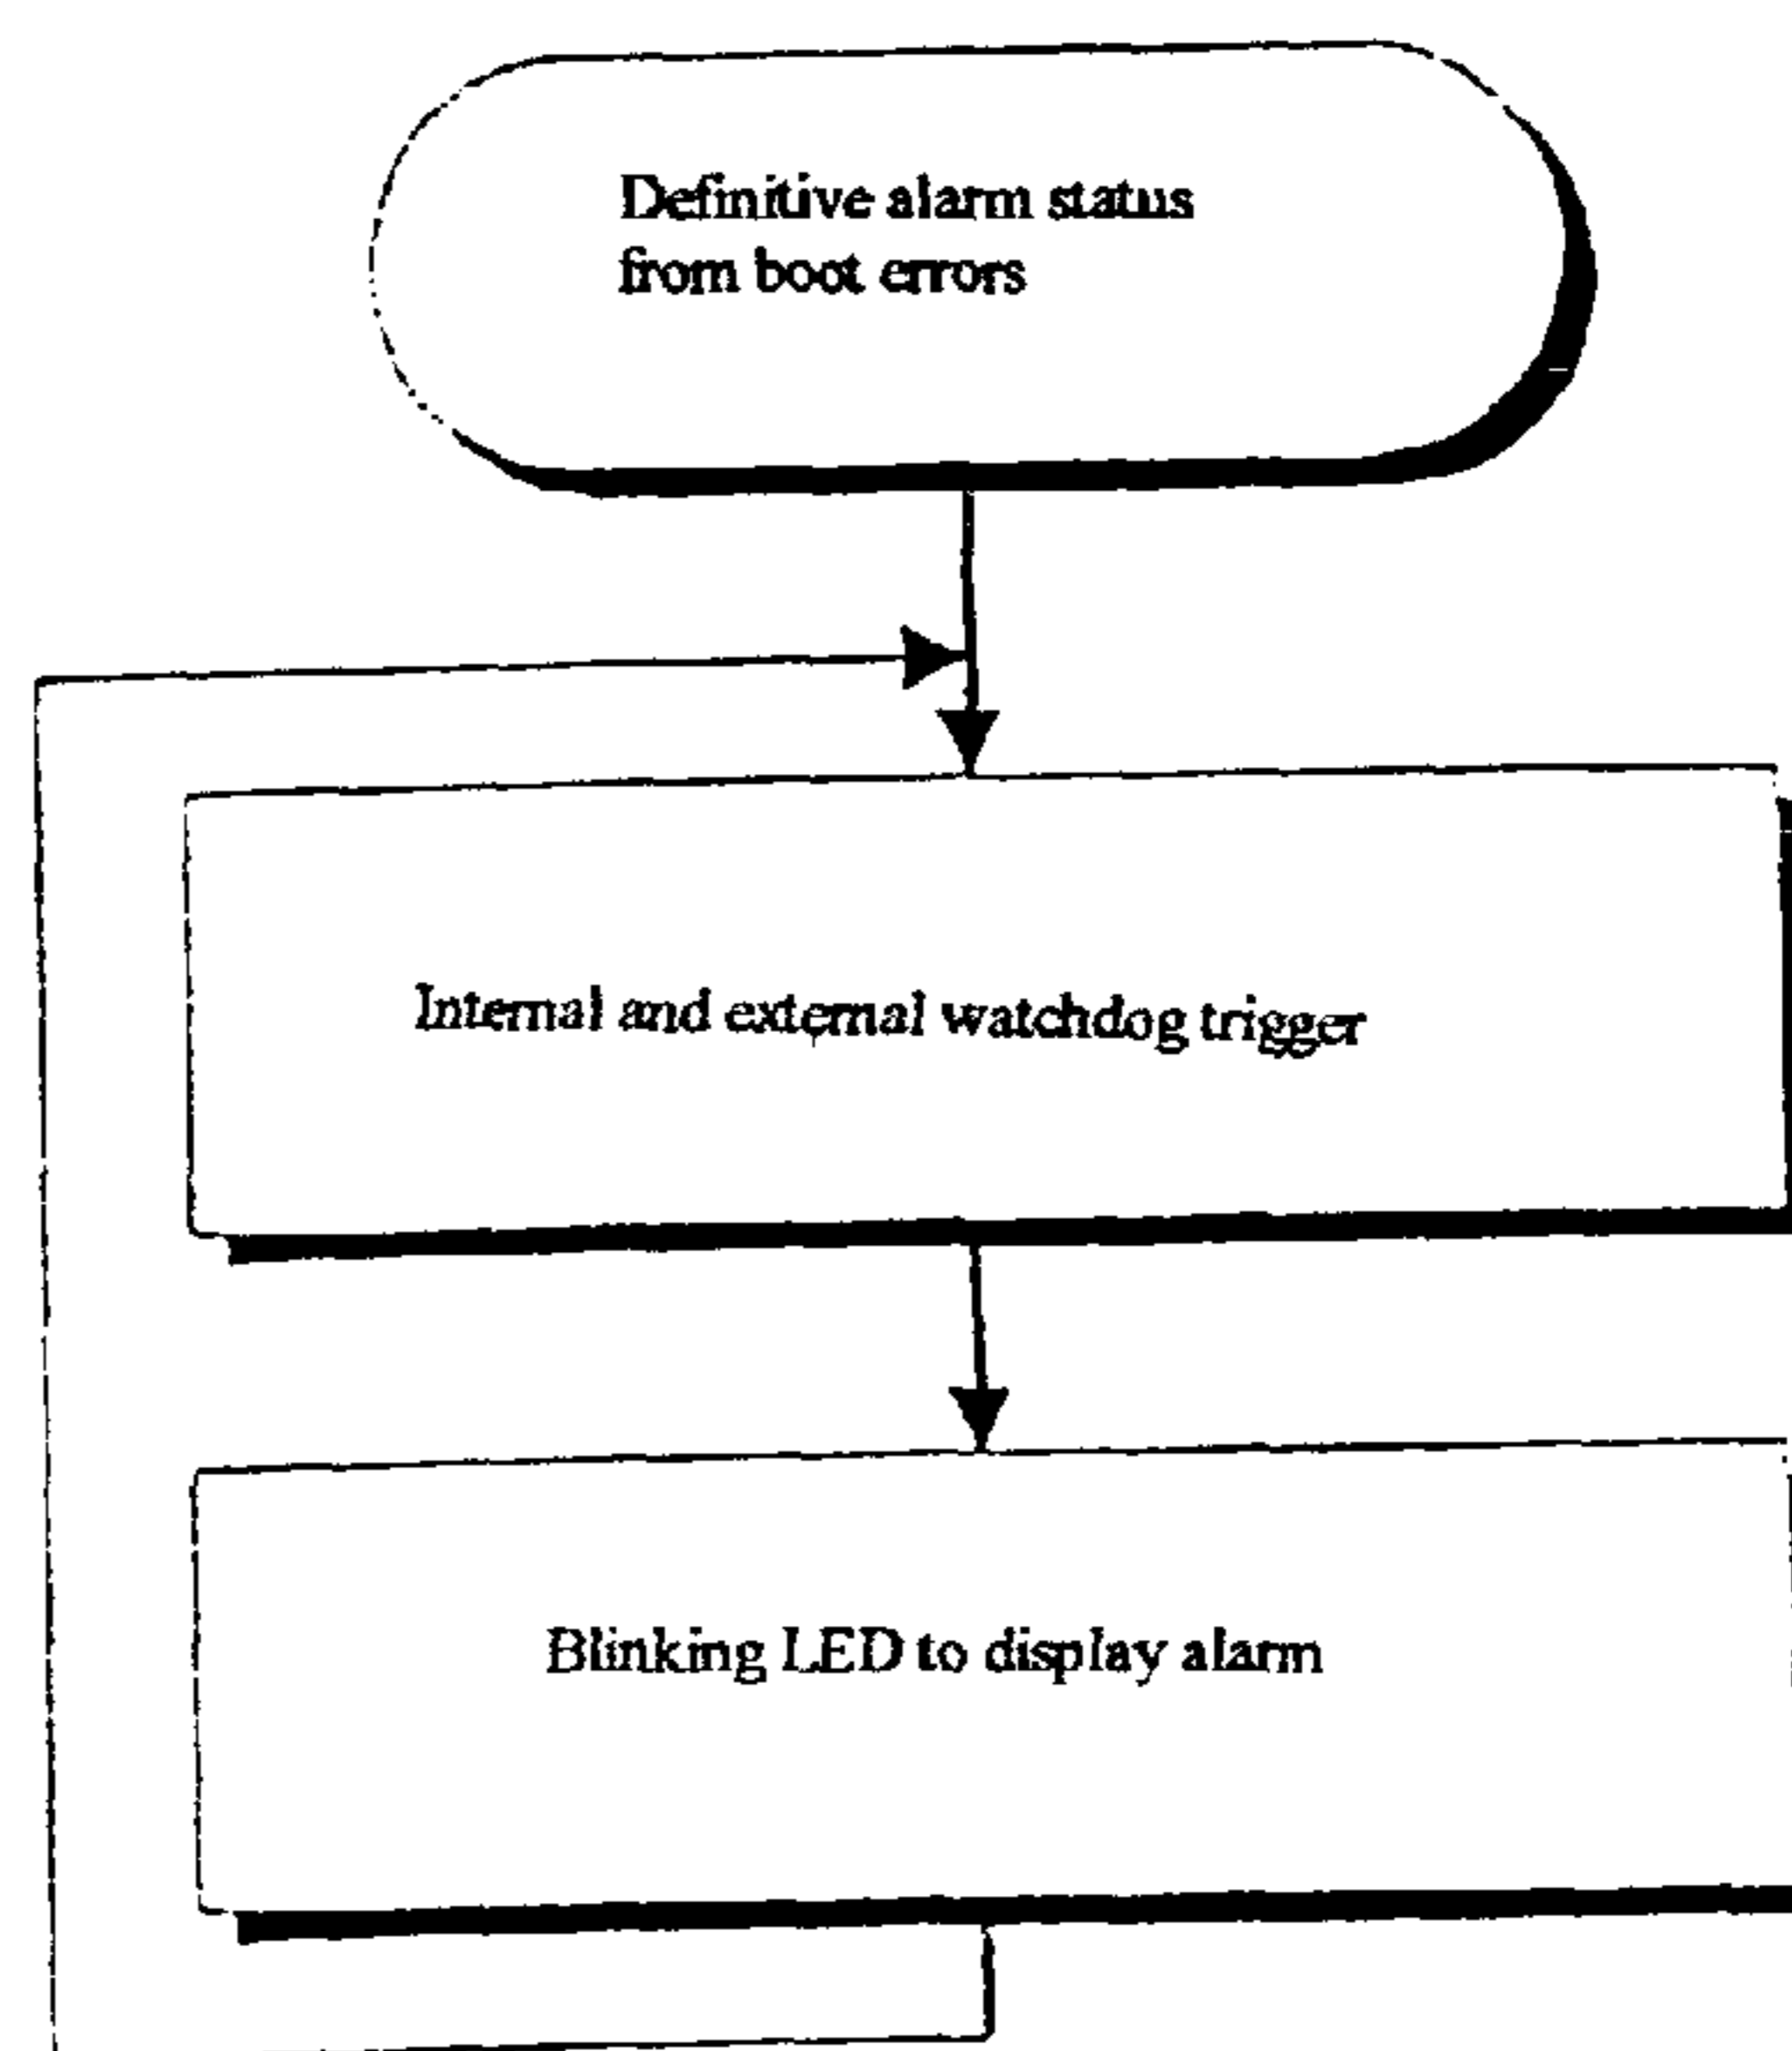 Definitive alarm status
from boot errors
Internal and external watchdog trigger
Blinking LED to display alarm